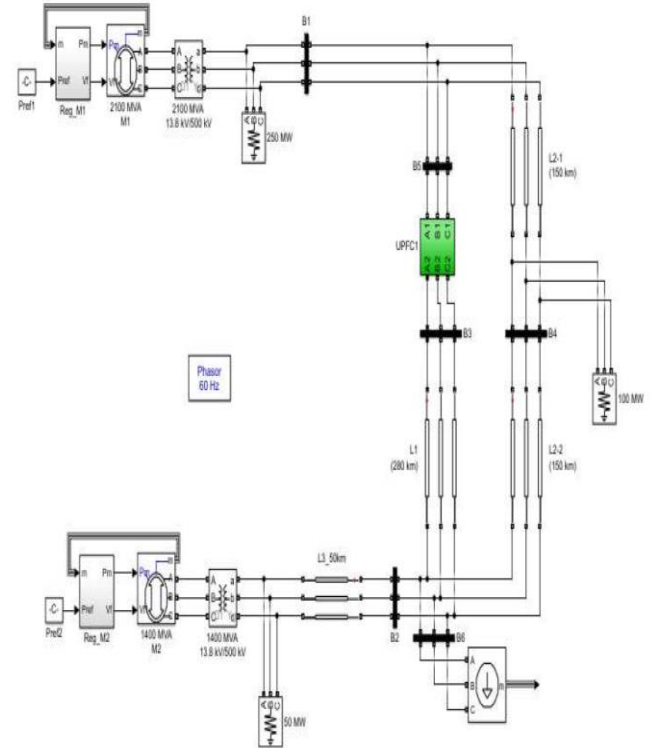 B1
m
Pm
Pm
m
A
B
C
A
B
C
a
b
-C-
Pref
Vf
Pref1
Reg_M1
2100 MVA
M1
2100 MVA
13.8 kV/500 kV
A B C
250 MW
B5
L2-1
(150 km)
UPFC1
A1 B1 C1
A2 B2 C2
B3
B4
Phasor
60 Hz
A B C
100 MW
L1
(280 km)
L2-2
(150 km)
m
Pm
Pm
m
A
B
C
A
B
C
a
b
-C-
Pref
Vf
Pref2
Reg_M2
1400 MVA
M2
1400 MVA
13.8 kV/500 kV
L3_50km
B2
B6
A
B
C
m
A B C
50 MW